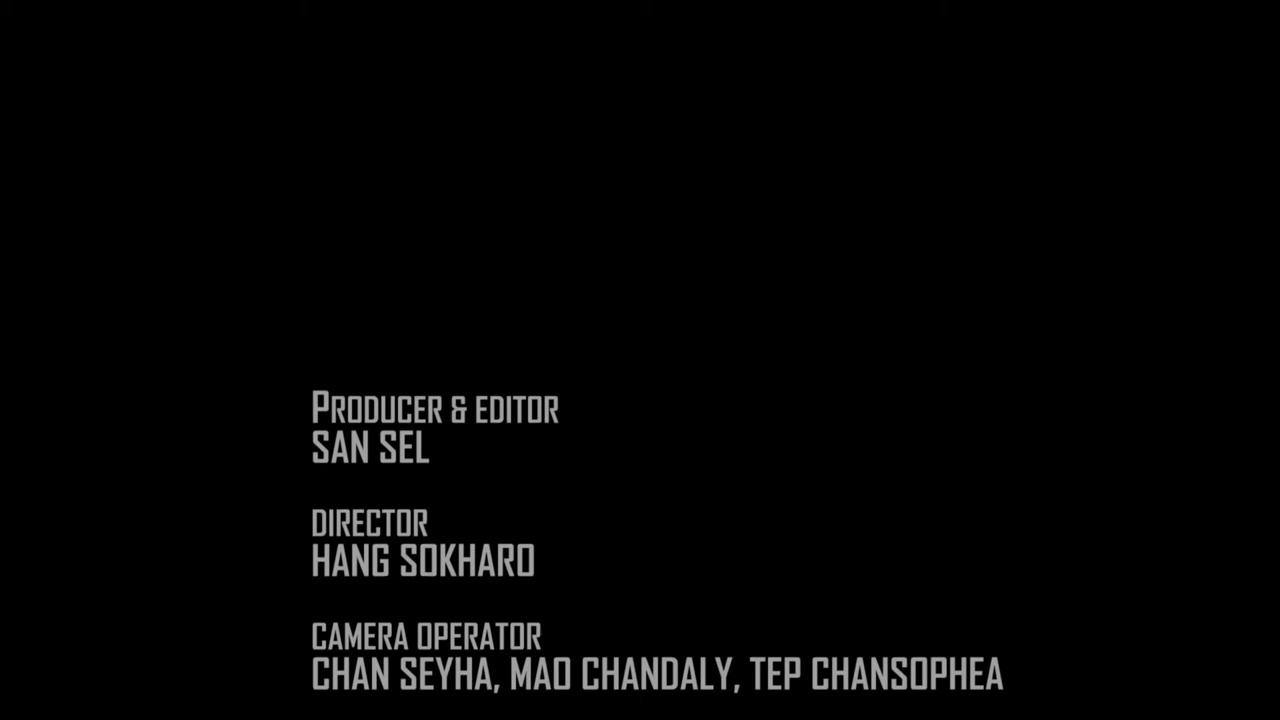 PRODUCER & EDITOR
SAN SEL
DIRECTOR
HANG SOKHARO
CAMERA OPERATOR
CHAN SEYHA, MAO CHANDALY, TEP CHANSOPHEA